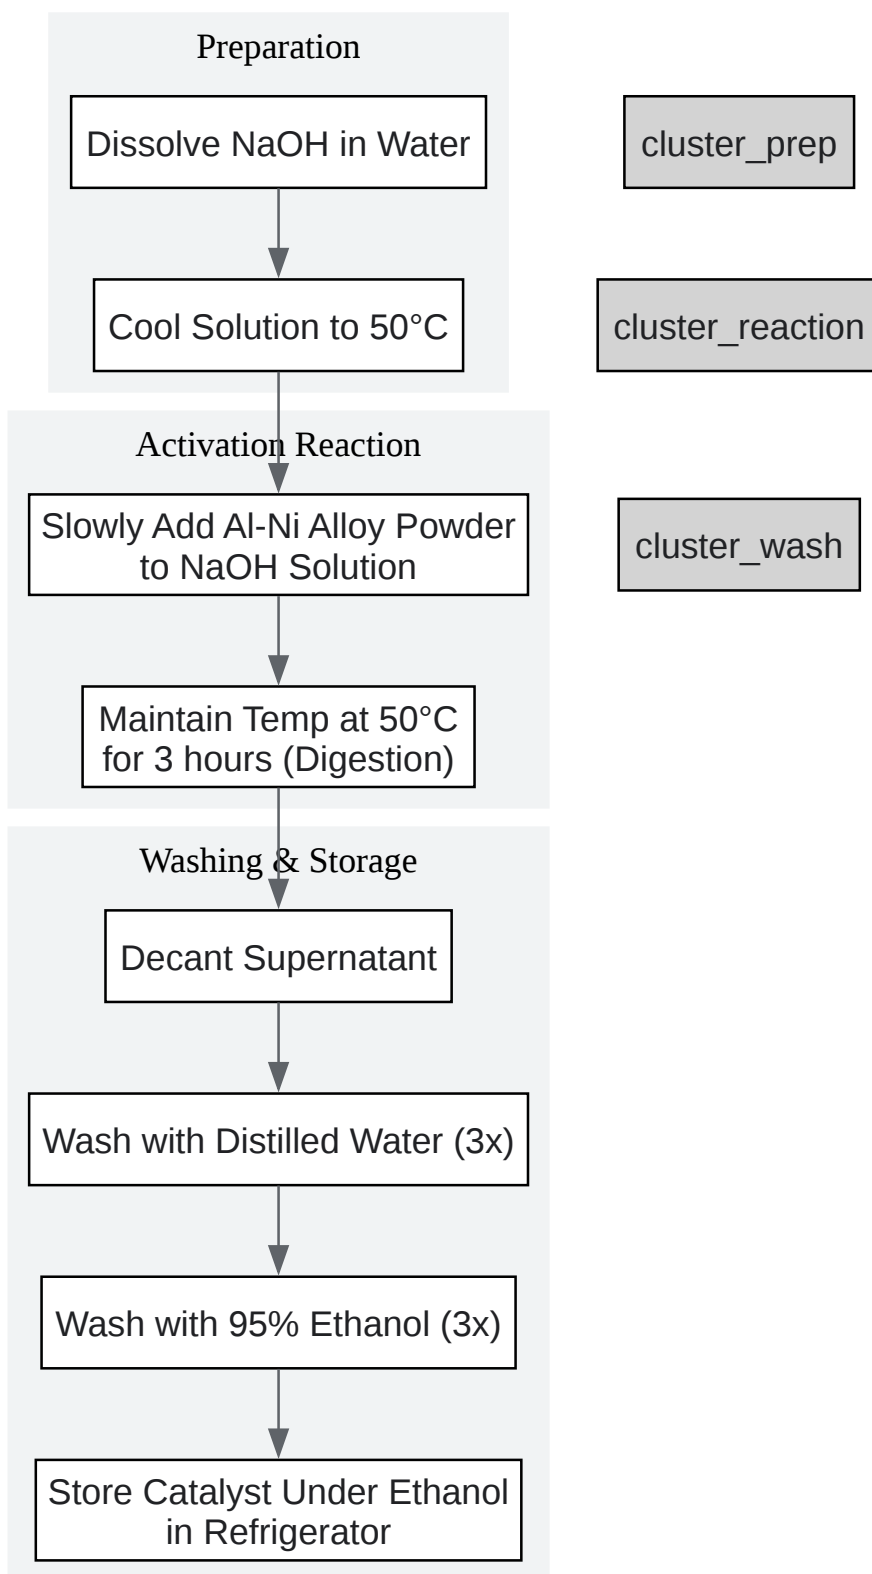 Preparation
Dissolve NaOH in Water
cluster_prep
Cool Solution to 50°C
cluster_reaction
Activation Reaction
Slowly Add Al-Ni Alloy Powder
to NaOH Solution
cluster_wash
Maintain Temp at 50°C
for 3 hours (Digestion)
Washing & Storage
Decant Supernatant
Wash with Distilled Water (3x)
Wash with 95% Ethanol (3x)
Store Catalyst Under Ethanol
in Refrigerator